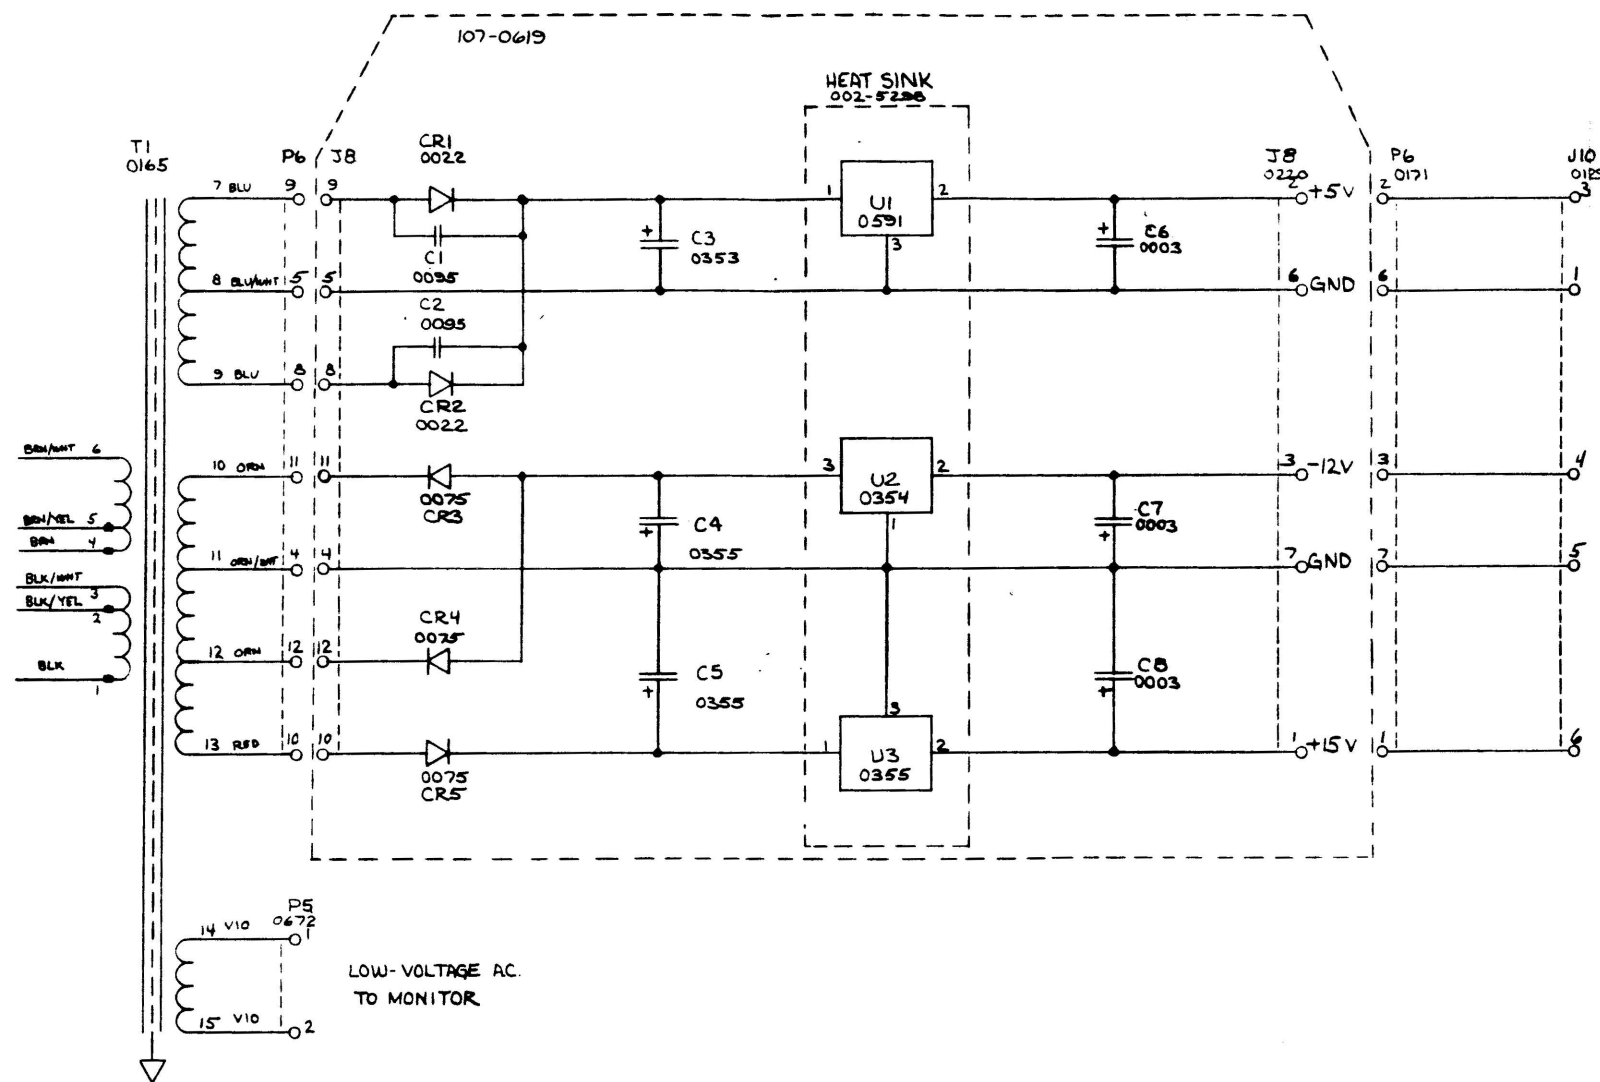 107-0619
HEAT SINK
002-5298
T1
0165
P6
J8
CR1
0022
J8
0220
P6
0171
J10
7 BLU
9
9
1
U1
0591
2
2
+5V
2
3
C1
0095
+
C3
0353
3
+
C6
0003
8 BLU/WHT
5
5
6
GND
6
1
C2
0095
9 BLU
8
8
CR2
0022
BRN/WHT 6
BRN/YEL 5
BRN 4
BLK/WHT
3
BLK/YEL
2
BLK
1
10 ORN
11
11
0075
CR3
3
U2
0354
2
3
-12V
3
4
1
+
C4
0355
C7
0003
+
11 ORN/WHT
4
4
7
GND
7
5
CR4
0075
12 ORN
12
12
+
C5
0355
C8
0003
+
3
13 RED
10
10
0075
CR5
1
U3
0355
2
1
+15V
1
6
P5
0672
14 VIO
1
LOW-VOLTAGE AC.
TO MONITOR
15 VIO
2